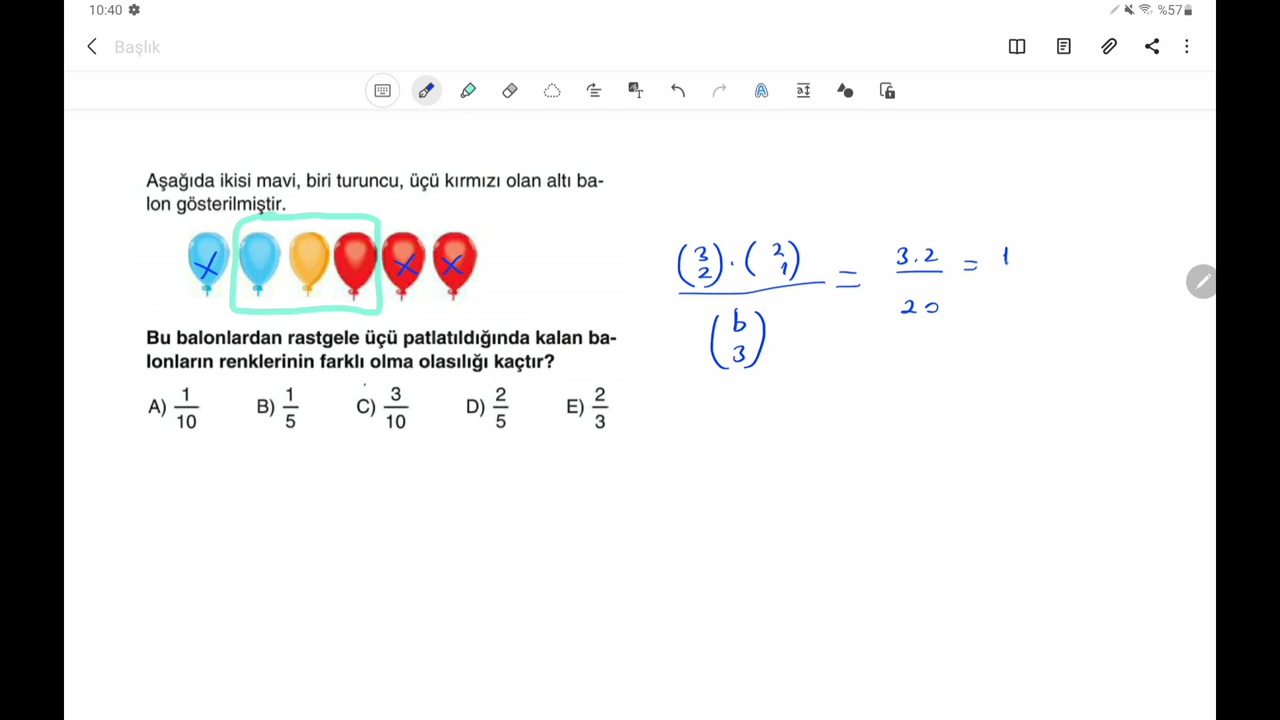 10:40
%57
Başlık
Aşağıda ikisi mavi, biri turuncu, üçü kırmızı olan altı ba-
lon gösterilmiştir.
Bu balonlardan rastgele üçü patlatıldığında kalan ba-
lonların renklerinin farklı olma olasılığı kaçtır?
A) 1/10 B) 1/5 C) 3/10 D) 2/5 E) 2/3
(3 2) . (2 1) / (6 3) = 3.2 / 20 = 1